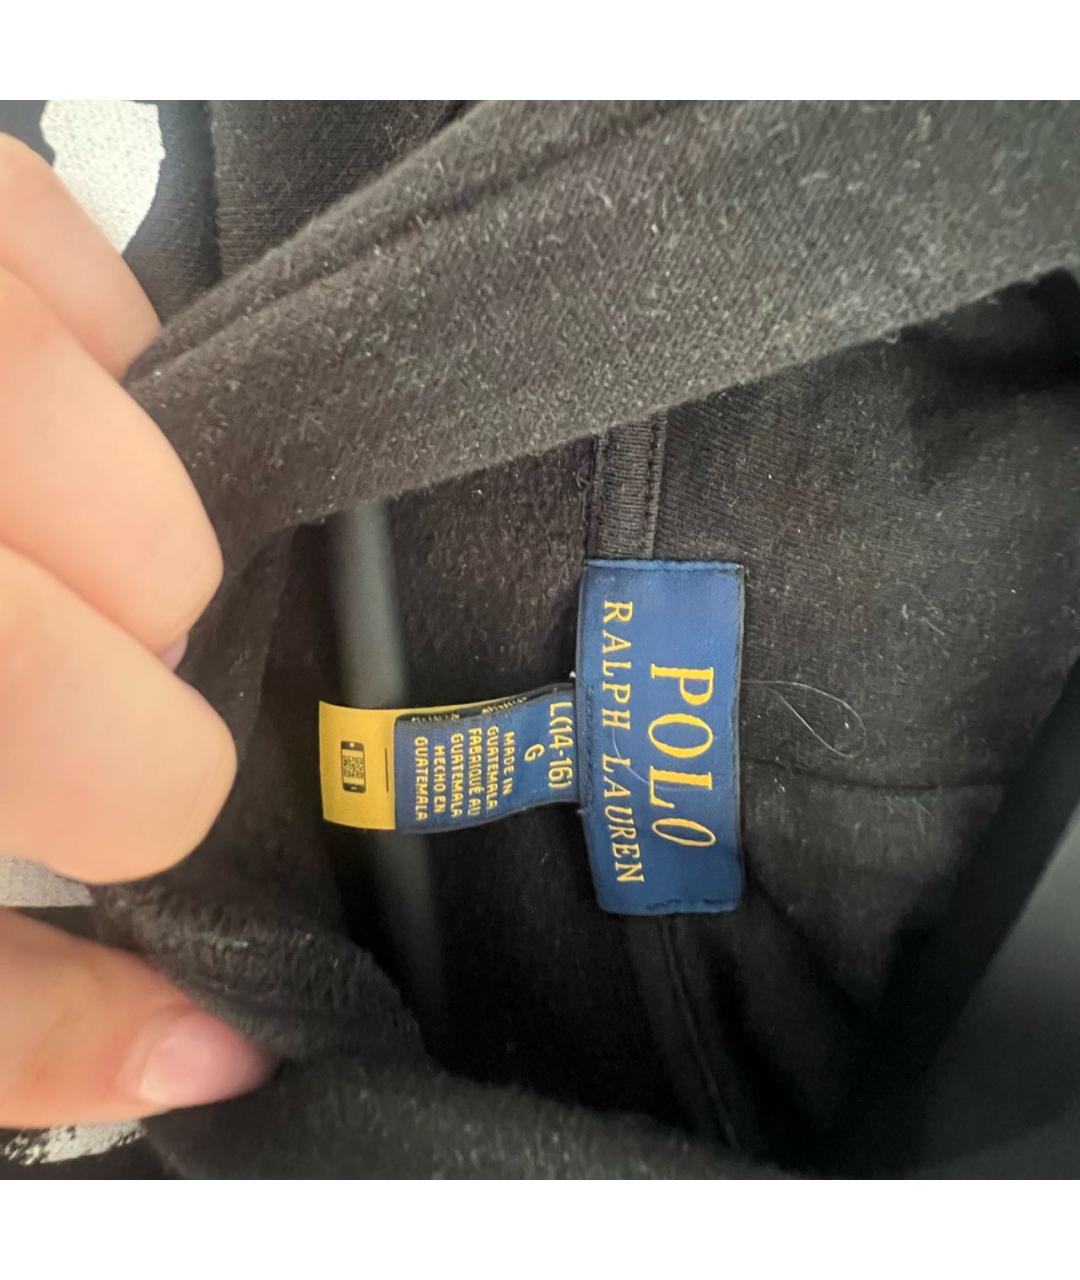 POLO
RALPH LAUREN
L(14-16)
G
MADE IN
GUATEMALA
FABRIQUÉ AU
GUATEMALA
HECHO EN
GUATEMALA